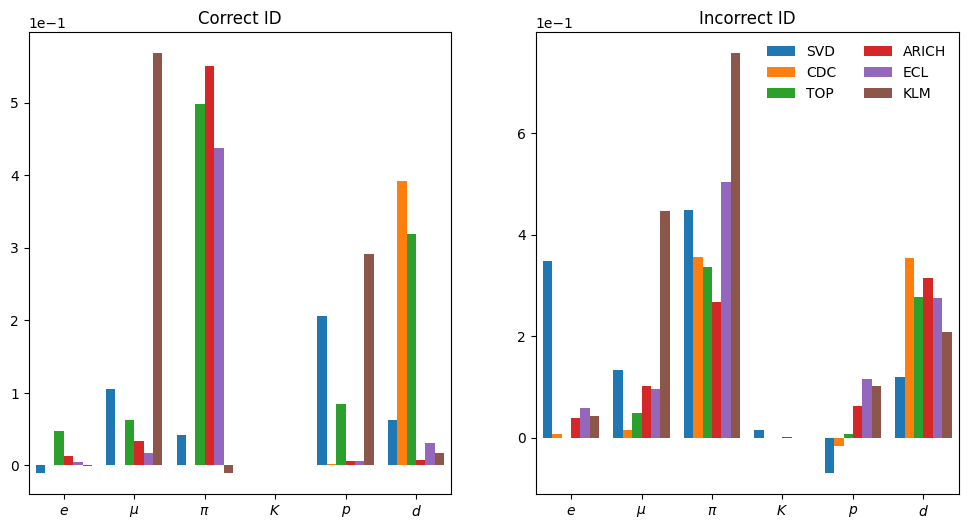 Correct ID
1e−1
5
4
3
2
1
0
e μ π K p d
Incorrect ID
1e−1
6
4
2
0
SVD ARICH
CDC ECL
TOP KLM
e μ π K p d